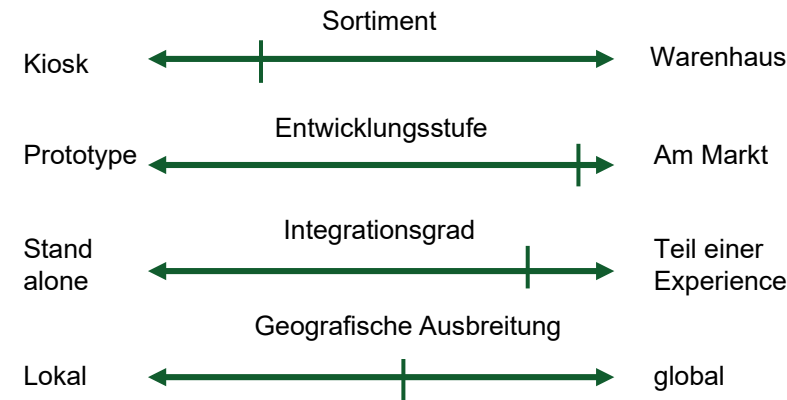 Sortiment
Kiosk
Warenhaus
Entwicklungsstufe
Prototype
Am Markt
Integrationsgrad
Stand
alone
Teil einer
Experience
Geografische Ausbreitung
Lokal
global